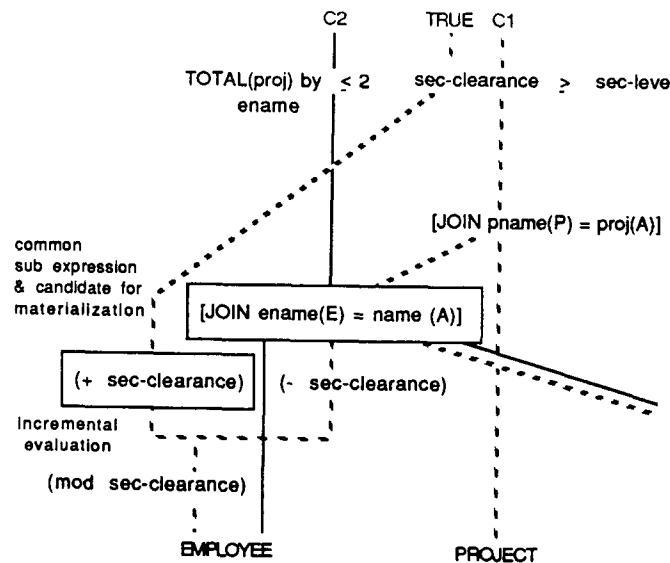 C2 TRUE C1
TOTAL(proj) by ≤ 2 sec-clearance ≥ sec-leve
ename
[JOIN pname(P) = proj(A)]
common
sub expression
& candidate for
materialization
[JOIN ename(E) = name (A)]
(+ sec-clearance) (- sec-clearance)
incremental
evaluation
(mod sec-clearance)
EMPLOYEE PROJECT